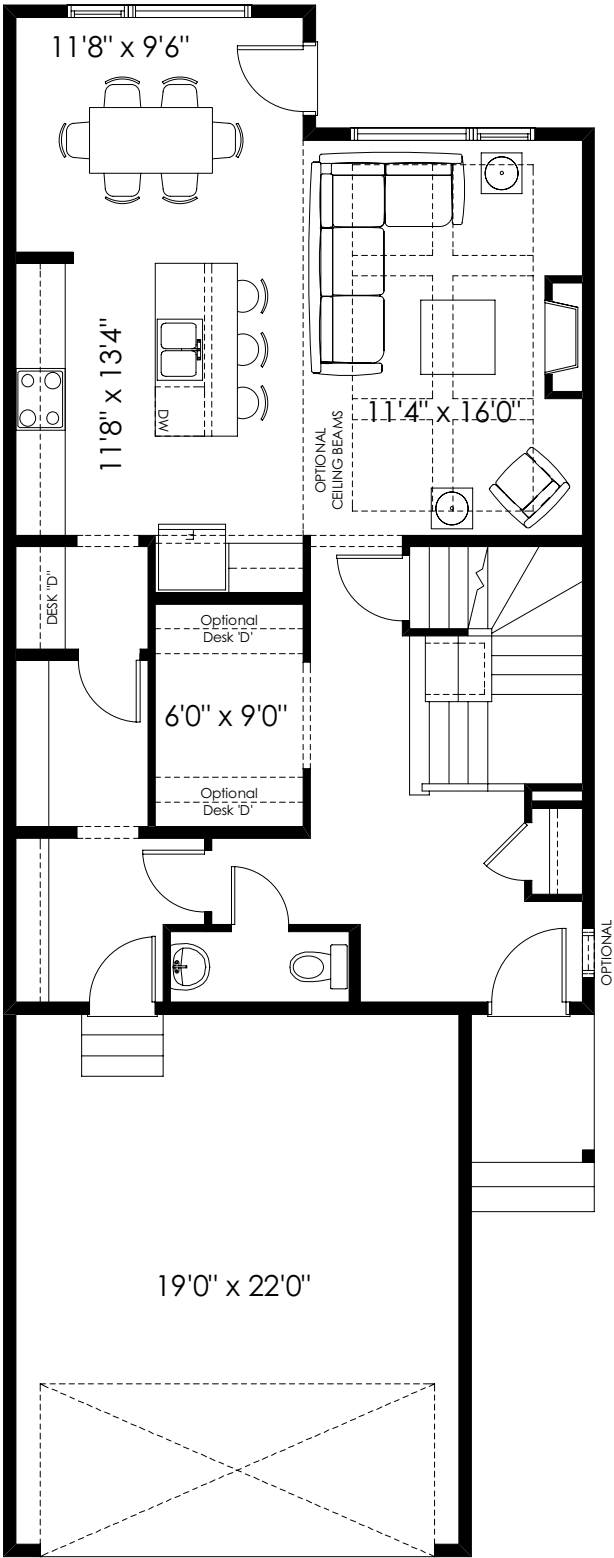 11'8" x 9'6"
11'8" x 13'4"
DW
11'4" x 16'0"
OPTIONAL
CEILING BEAMS
F
DESK "D"
Optional
Desk 'D'
6'0" x 9'0"
Optional
Desk 'D'
OPTIONAL
19'0" x 22'0"